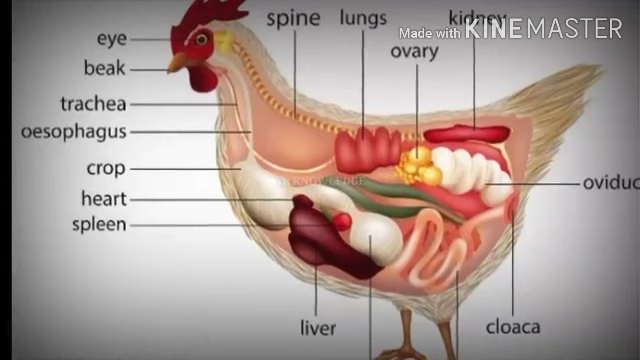 spine
lungs
kidney
Made with KINEMASTER
eye
ovary
beak
trachea
oesophagus
crop
heart
spleen
oviduc
liver
cloaca